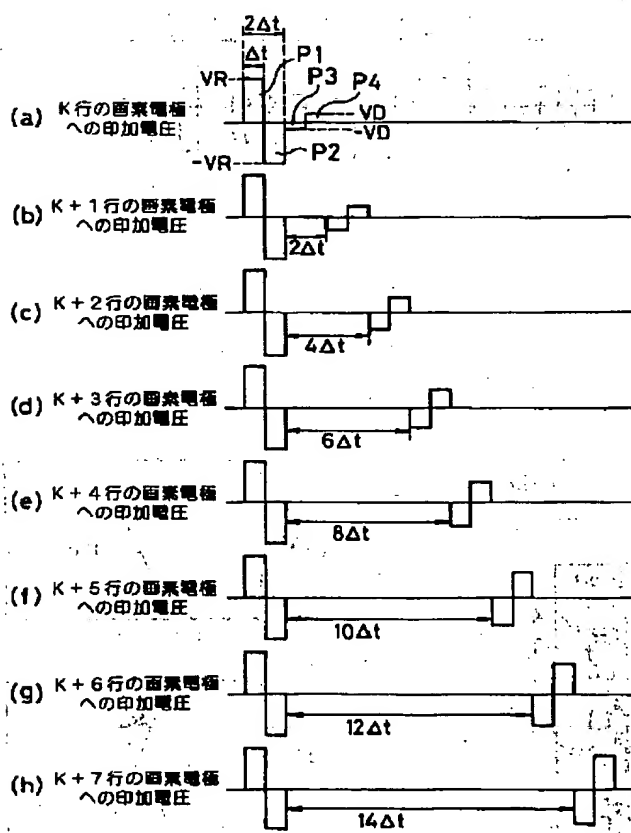 2Δt
Δt
P1
VR
P3
P4
VD
(a) K行の画素電極
への印加電圧
-VD
-VR
P2
(b) K+1行の画素電極
への印加電圧
2Δt
(c) K+2行の画素電極
への印加電圧
4Δt
(d) K+3行の画素電極
への印加電圧
6Δt
(e) K+4行の画素電極
への印加電圧
8Δt
(f) K+5行の画素電極
への印加電圧
10Δt
(g) K+6行の画素電極
への印加電圧
12Δt
(h) K+7行の画素電極
への印加電圧
14Δt